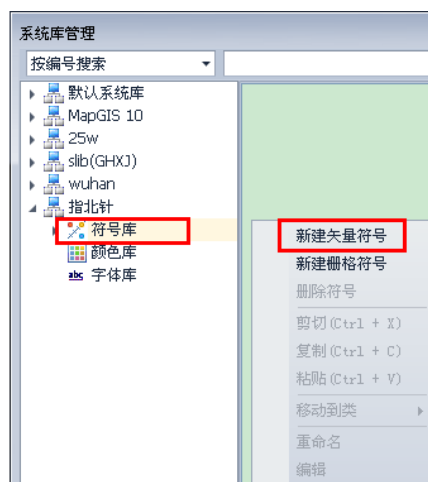 系统库管理
按编号搜索
默认系统库
MapGIS 10
25w
slib(GHXJ)
wuhan
指北针
符号库
颜色库
abc 字体库
新建矢量符号
新建栅格符号
删除符号
剪切(Ctrl + X)
复制(Ctrl + C)
粘贴(Ctrl + V)
移动到类
重命名
编辑